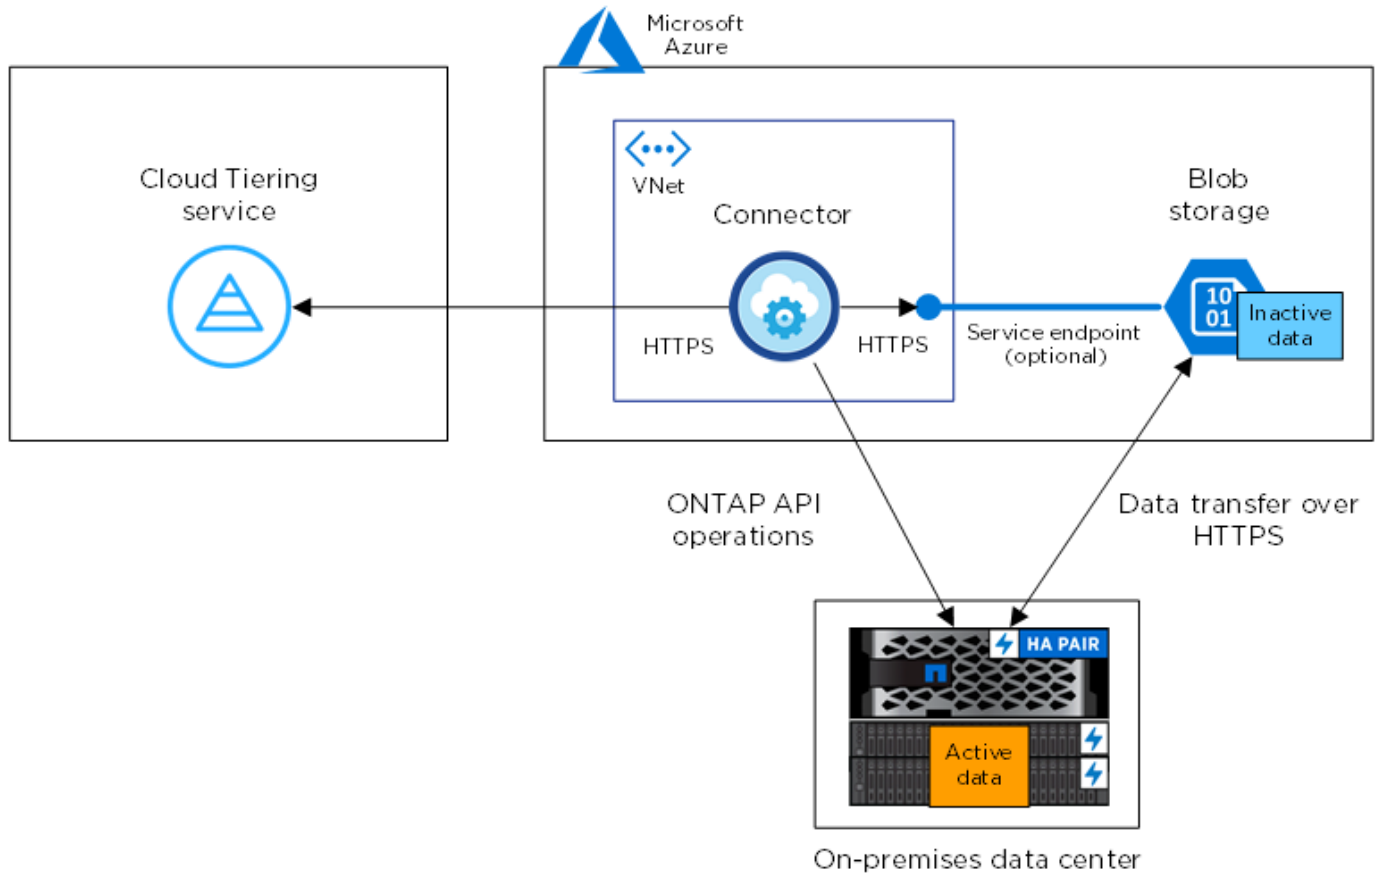 Microsoft
Azure
Cloud Tiering
service
VNet
Connector
Blob
storage
10
01
Inactive
data
HTTPS
HTTPS
Service endpoint
(optional)
ONTAP API
operations
Data transfer over
HTTPS
HA PAIR
Active
data
On-premises data center